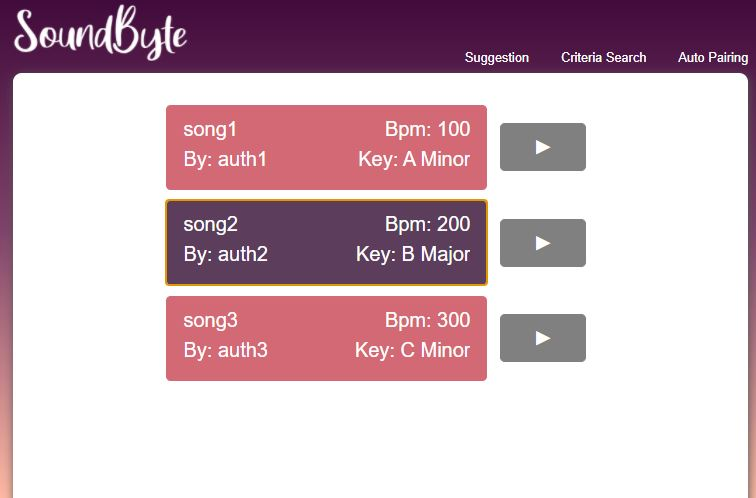 SoundByte
Suggestion Criteria Search Auto Pairing
song1 Bpm: 100
By: auth1 Key: A Minor
song2 Bpm: 200
By: auth2 Key: B Major
song3 Bpm: 300
By: auth3 Key: C Minor